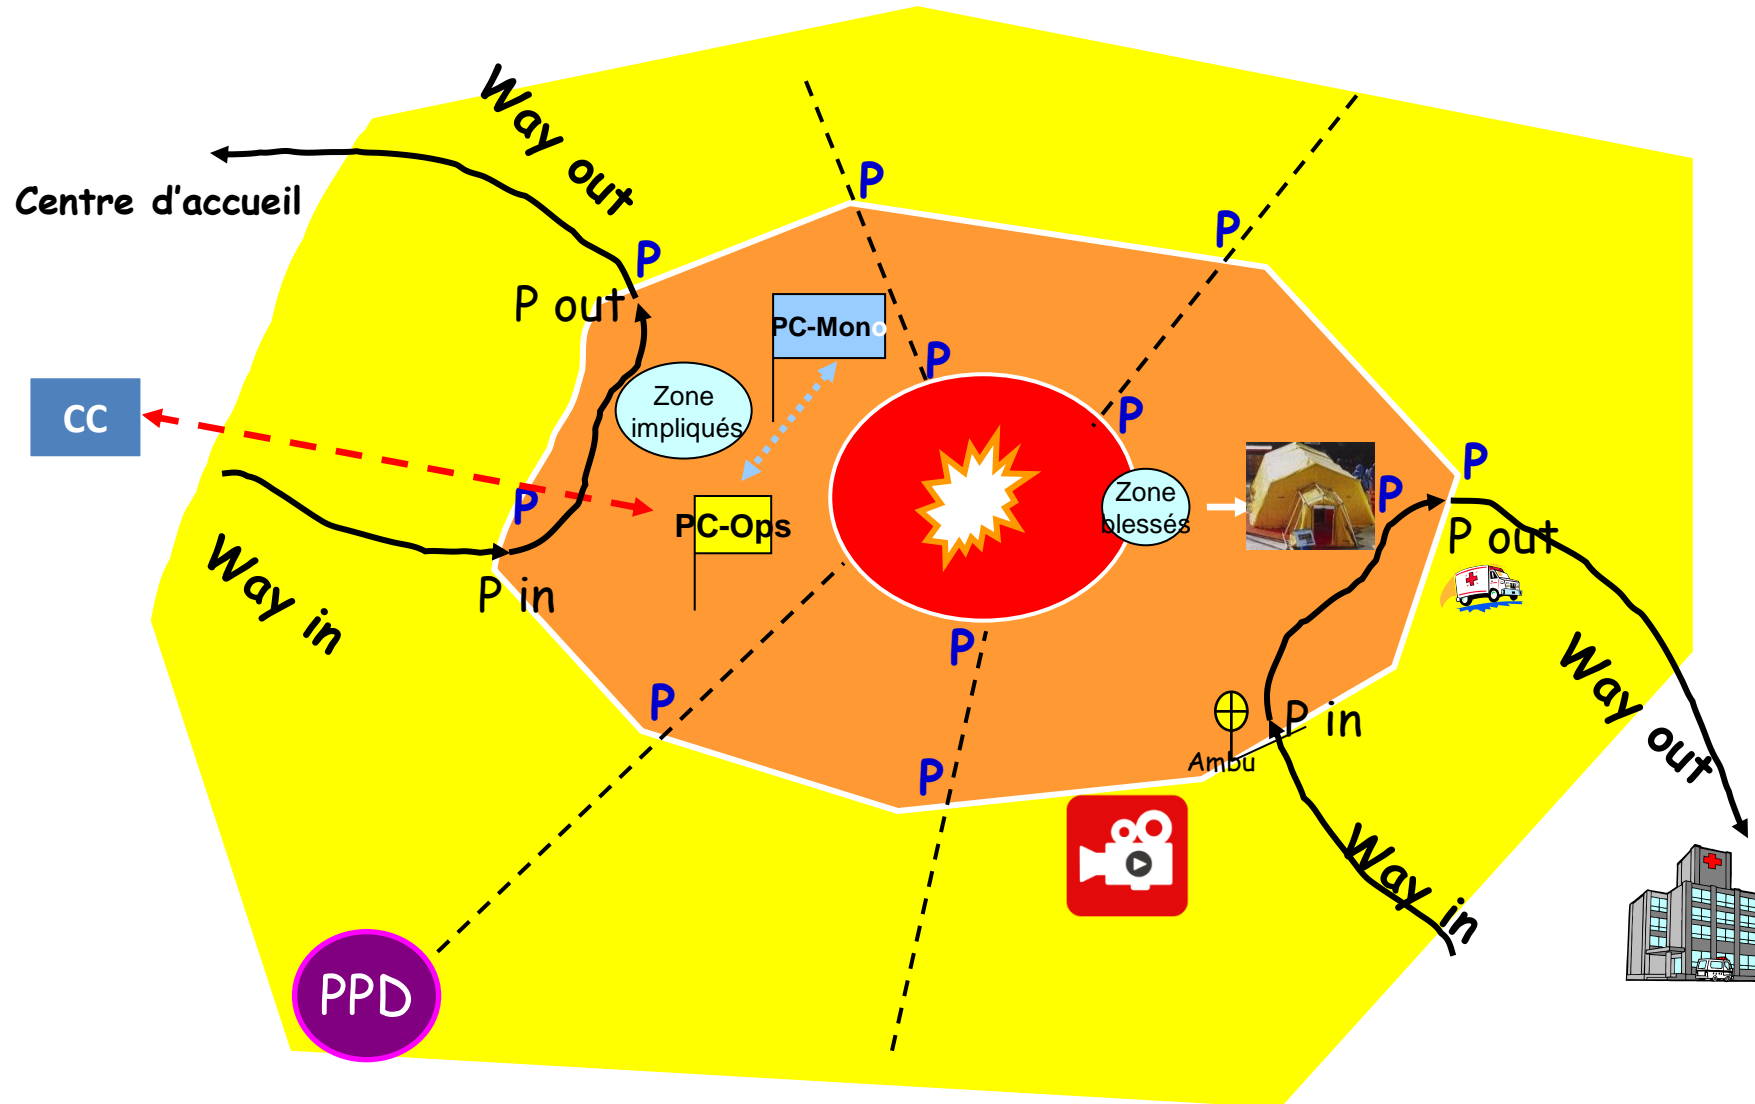 Way out
Centre d'accueil
P
P
P
P
P out
PC-Mono
P
P
Zone
impliqués
CC
P
P
P
Zone
blessés
PC-Ops
P out
P in
Way in
P
P
Way out
P in
Ambu
P
Way in
PPD